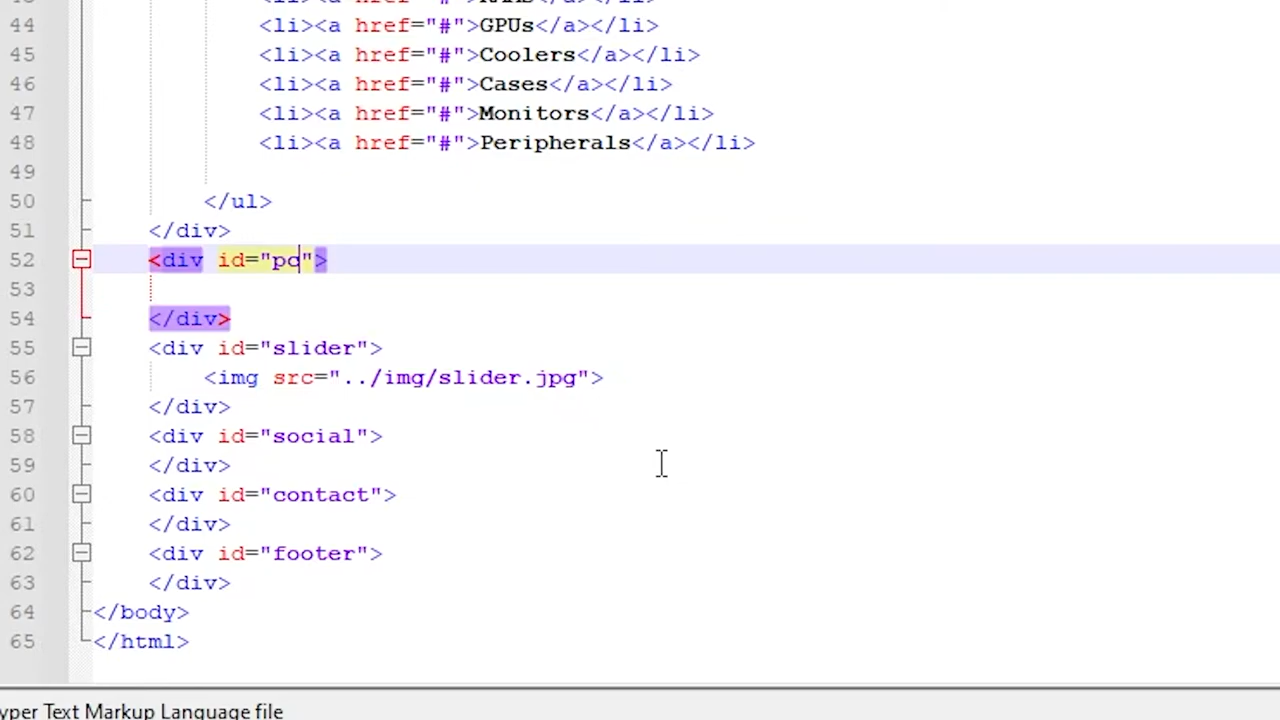 44 <li><a href="#">GPUs</a></li>
45 <li><a href="#">Coolers</a></li>
46 <li><a href="#">Cases</a></li>
47 <li><a href="#">Monitors</a></li>
48 <li><a href="#">Peripherals</a></li>
49
50 </ul>
51 </div>
52 <div id="pc">
53
54 </div>
55 <div id="slider">
56 <img src="../img/slider.jpg">
57 </div>
58 <div id="social">
59 </div>
60 <div id="contact">
61 </div>
62 <div id="footer">
63 </div>
64 </body>
65 </html>
yper Text Markup Language file